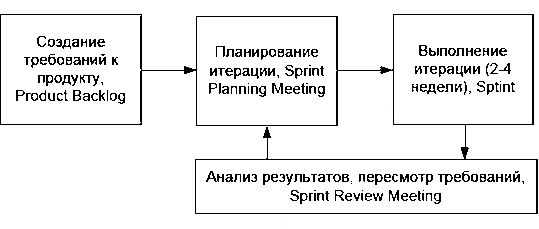 Создание
требований к
продукту,
Product Backlog
Планирование
итерации, Sprint
Planning Meeting
Выполнение
итерации (2-4
недели), Sptint
Анализ результатов, пересмотр требований,
Sprint Review Meeting